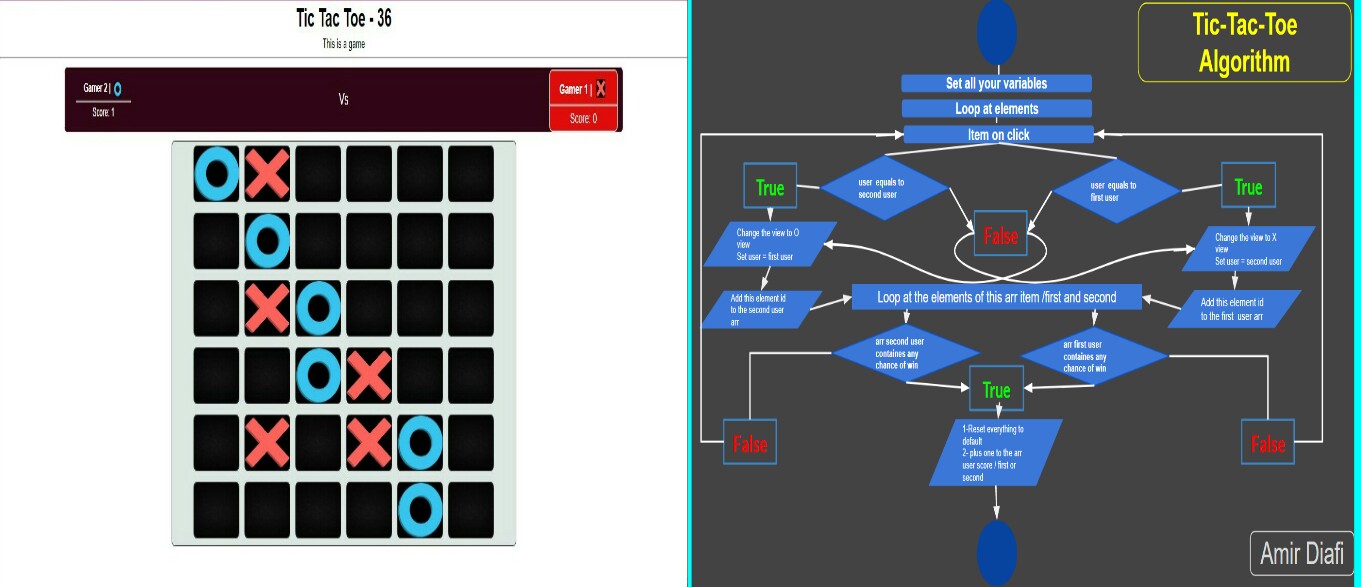 Tic Tac Toe - 36
This is a game
Gamer 2 |
Score: 1
Vs
Gamer 1 |
Score: 0
Tic-Tac-Toe
Algorithm
Set all your variables
Loop at elements
Item on click
True
user equals to
second user
user equals to
first user
True
False
Change the view to O
view
Set user = first user
Change the view to X
view
Set user = second user
Add this element id
to the second user
arr
Loop at the elements of this arr item /first and second
Add this element id
to the first user arr
arr second user
containes any
chance of win
arr first user
containes any
chance of win
True
False
1-Reset everything to
default
2- plus one to the arr
user score / first or
second
False
Amir Diafi